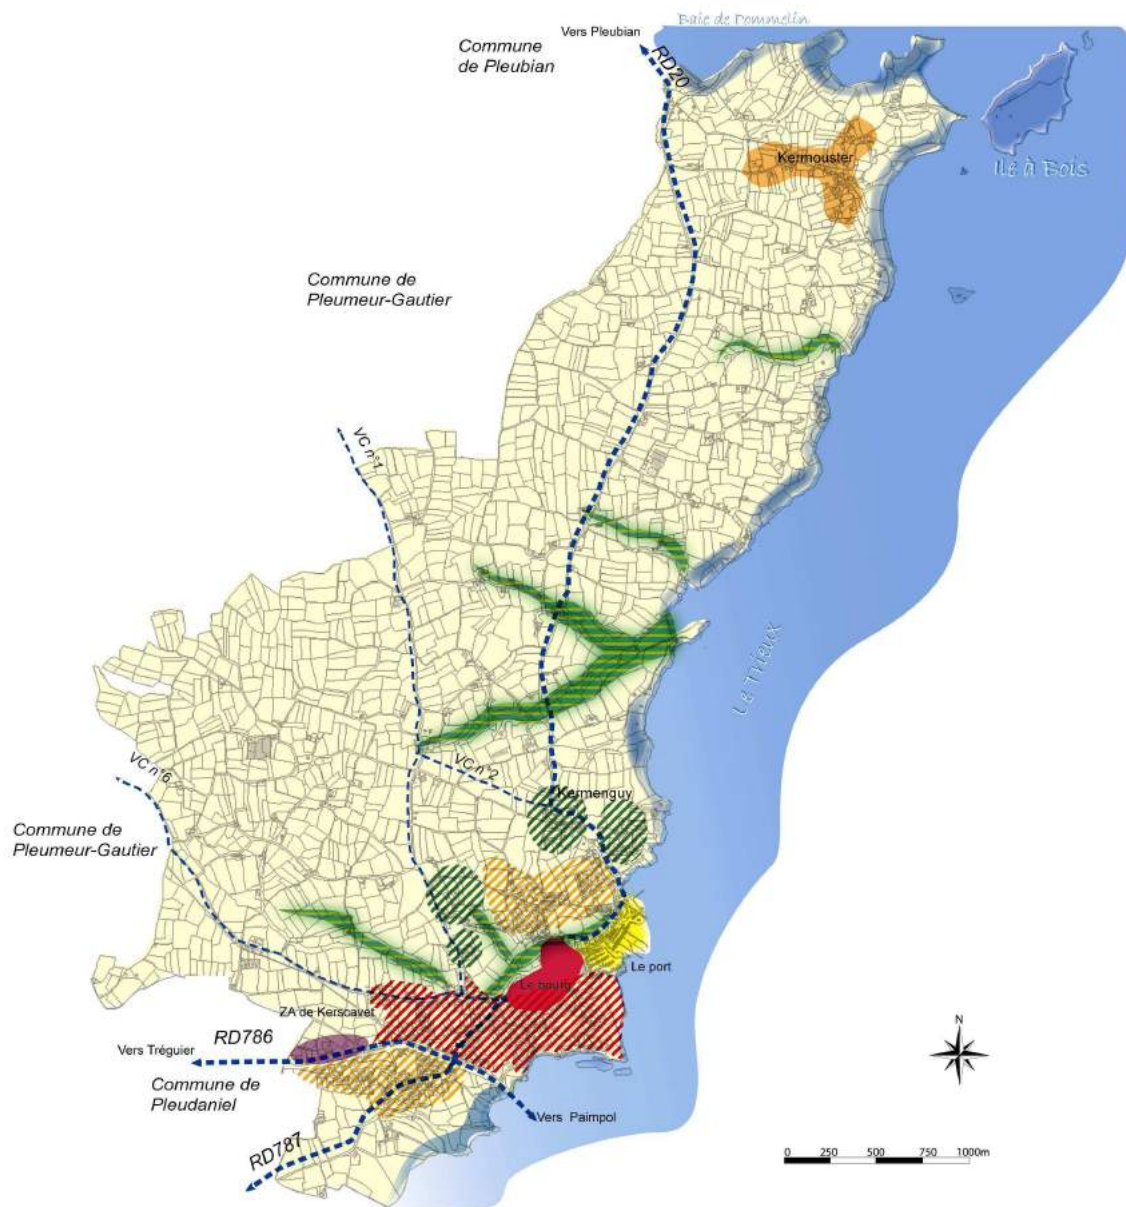 Baie de Pommelin
Vers Pleubian
Commune
de Pleubian
RD20
Kermouster
Ile à Bois
Commune de
Pleumeur-Gautier
VC n°1
Le Trieux
VC n°6
VC n°2
Kermenguy
Commune de
Pleumeur-Gautier
Le port
Le bourg
ZA de Kerscavet
RD786
Vers Tréguier
Commune de
Pleudaniel
Vers Paimpol
RD787
N
0 250 500 750 1000m